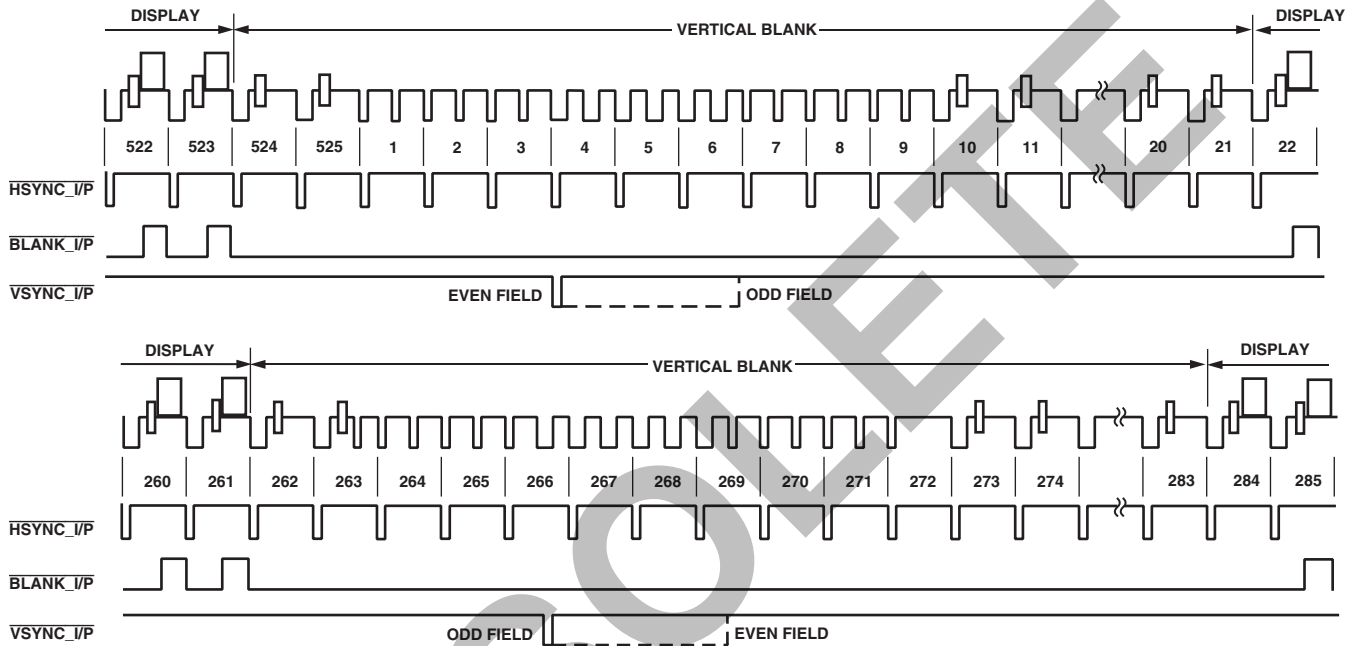 DISPLAY VERTICAL BLANK DISPLAY
522 523 524 525 1 2 3 4 5 6 7 8 9 10 11 20 21 22
HSYNC_I/P
BLANK_I/P
VSYNC_I/P
EVEN FIELD ODD FIELD
DISPLAY VERTICAL BLANK DISPLAY
260 261 262 263 264 265 266 267 268 269 270 271 272 273 274 283 284 285
HSYNC_I/P
BLANK_I/P
VSYNC_I/P
ODD FIELD EVEN FIELD
SOLETE